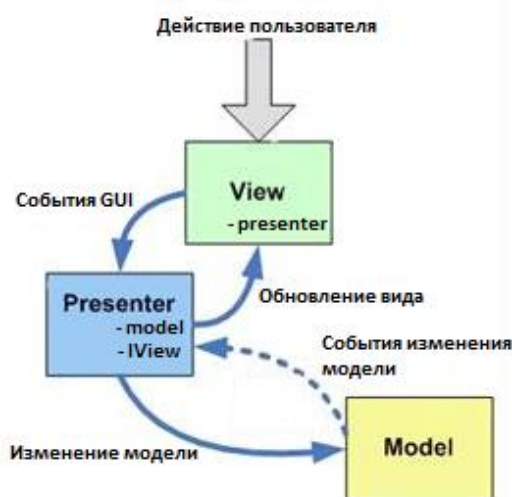 Действие пользователя
View
- presenter
События GUI
Presenter
- model
- IView
Обновление вида
События изменения
модели
Изменение модели
Model